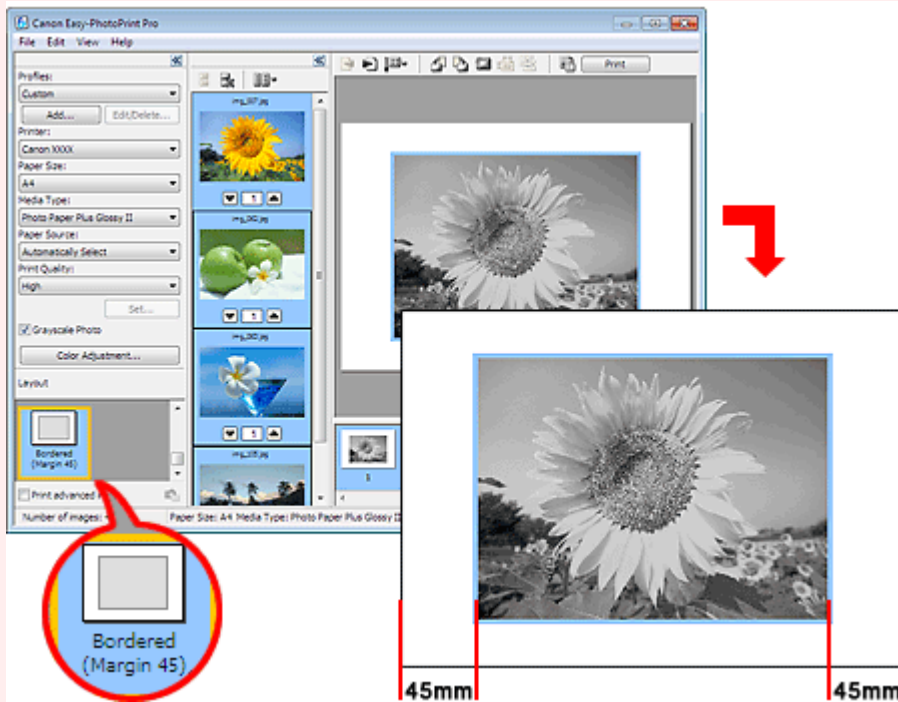 Canon Easy-PhotoPrint Pro
File Edit View Help
Profiles:
Custom
Add... Edit/Delete...
Printer:
Canon XXXX
Paper Size:
A4
Media Type:
Photo Paper Plus Glossy II
Paper Source:
Automatically Select
Print Quality:
High
Set...
Grayscale Photo
Color Adjustment...
Layout
Bordered
(Margin 45)
Print advanced
Number of images:
1
1
1
Print
1
Paper Size: A4 Media Type: Photo Paper Plus Glossy II
Bordered
(Margin 45)
45mm
45mm